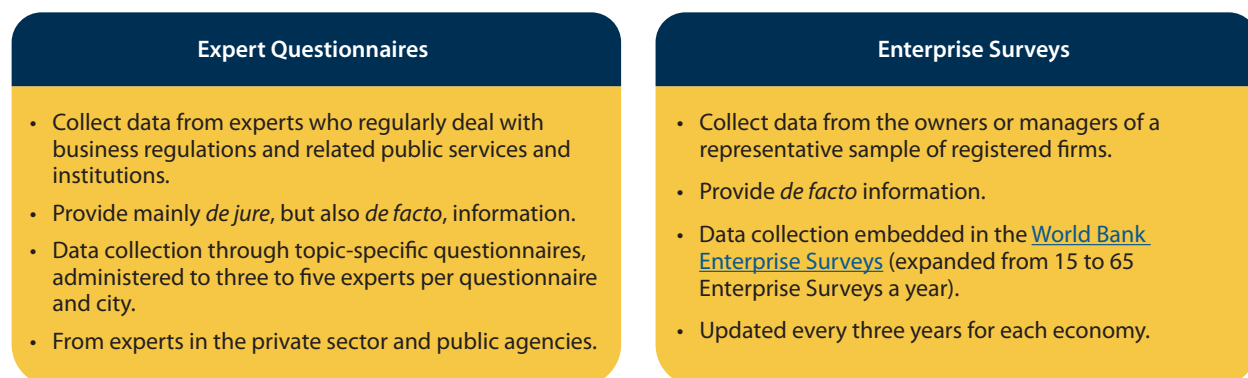 Expert Questionnaires
• Collect data from experts who regularly deal with
business regulations and related public services and
institutions.
• Provide mainly de jure, but also de facto, information.
• Data collection through topic-specific questionnaires,
administered to three to five experts per questionnaire
and city.
• From experts in the private sector and public agencies.
Enterprise Surveys
• Collect data from the owners or managers of a
representative sample of registered firms.
• Provide de facto information.
• Data collection embedded in the World Bank
Enterprise Surveys (expanded from 15 to 65
Enterprise Surveys a year).
• Updated every three years for each economy.